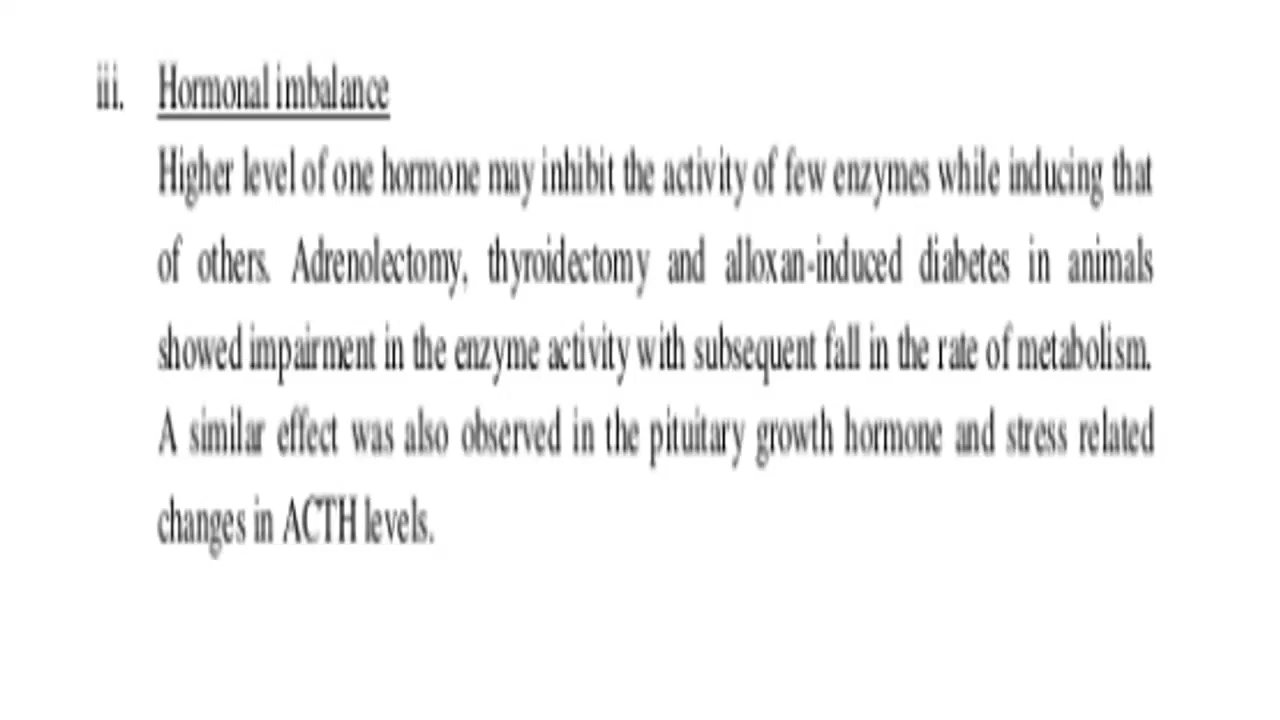 iii. Hormonal imbalance
Higher level of one hormone may inhibit the activity of few enzymes while inducing that
of others. Adrenolectomy, thyroidectomy and alloxan-induced diabetes in animals
showed impairment in the enzyme activity with subsequent fall in the rate of metabolism.
A similar effect was also observed in the pituitary growth hormone and stress related
changes in ACTH levels.